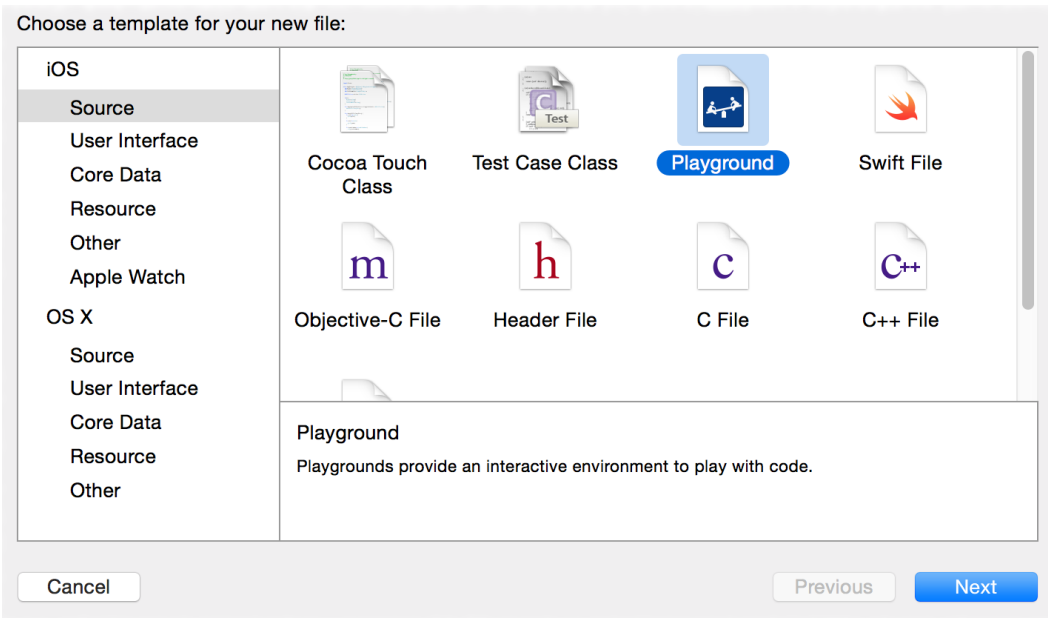 Choose a template for your new file:
iOS
Source
User Interface
Core Data
Resource
Other
Apple Watch
OS X
Source
User Interface
Core Data
Resource
Other
Test
Cocoa Touch
Class
Test Case Class
Playground
Swift File
m
h
c
C++
Objective-C File
Header File
C File
C++ File
Playground
Playgrounds provide an interactive environment to play with code.
Cancel
Previous
Next